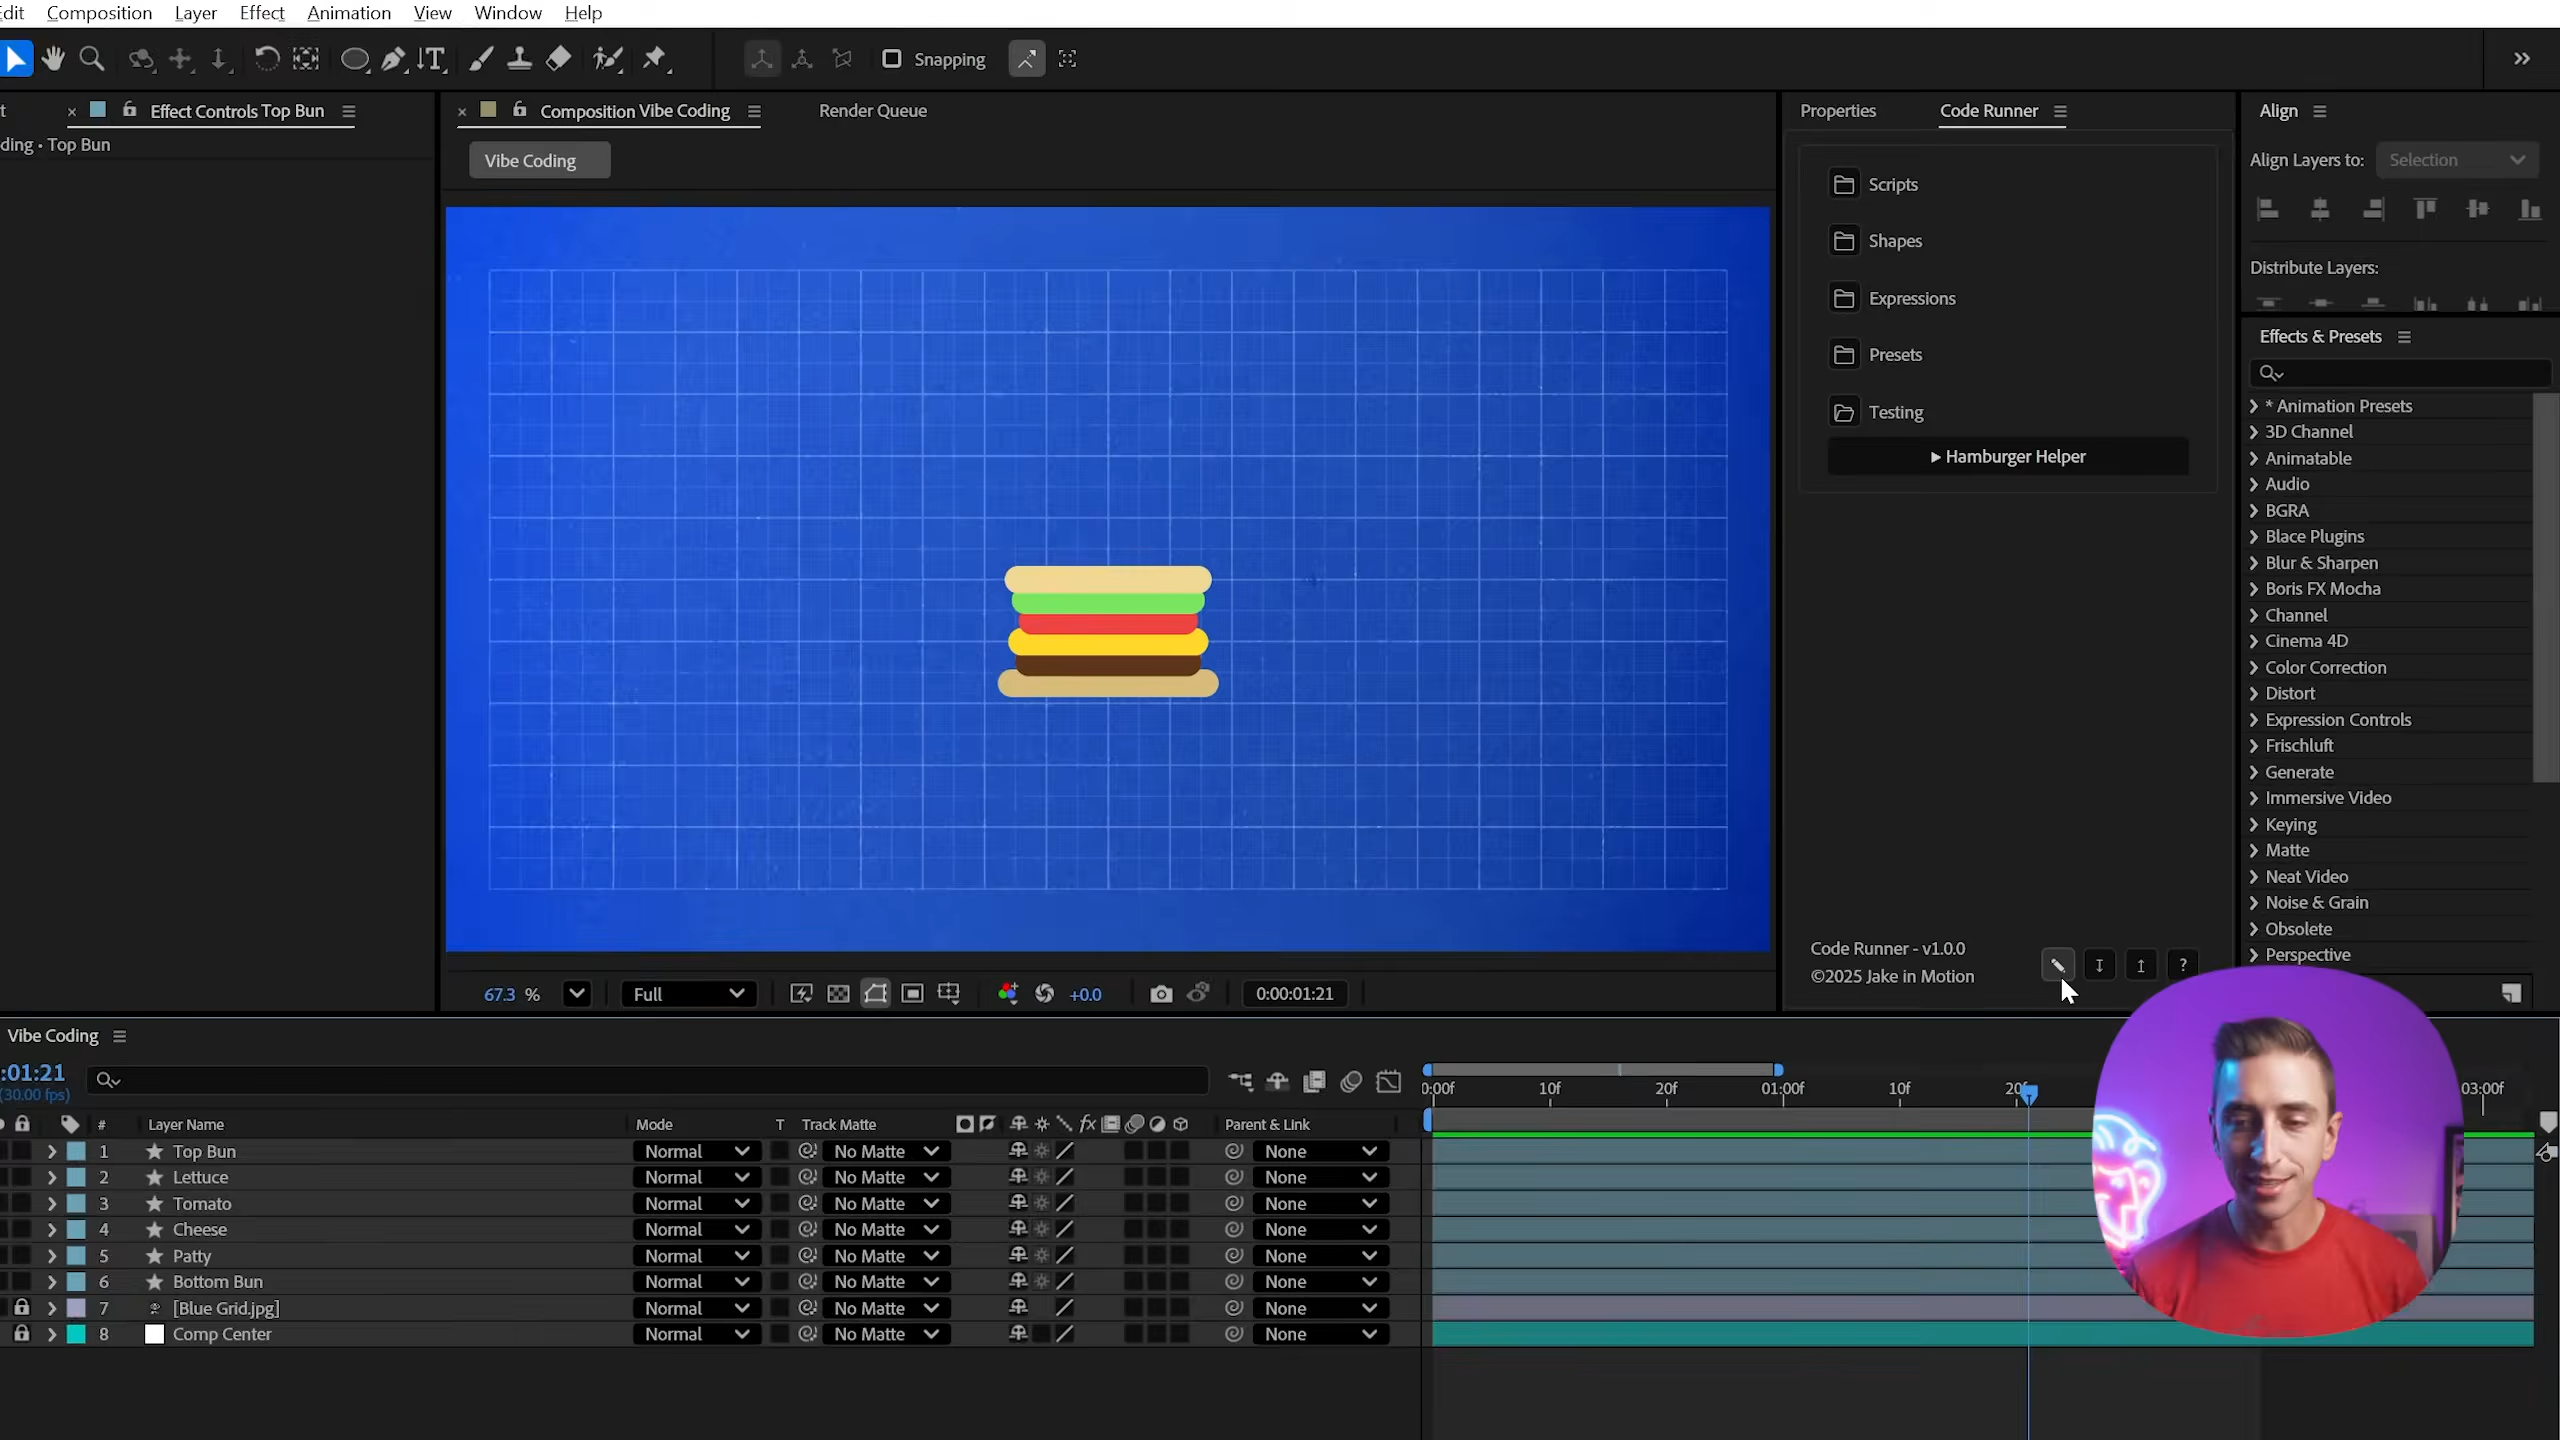 dit Composition Layer Effect Animation View Window Help
T Snapping
t Effect Controls Top Bun
ding • Top Bun
Composition Vibe Coding Render Queue
Vibe Coding
Properties Code Runner
Scripts
Shapes
Expressions
Presets
Testing
Hamburger Helper
Code Runner - v1.0.0
©2025 Jake in Motion
?
Align
Align Layers to: Selection
Distribute Layers:
Effects & Presets
* Animation Presets
3D Channel
Animatable
Audio
BGRA
Blace Plugins
Blur & Sharpen
Boris FX Mocha
Channel
Cinema 4D
Color Correction
Distort
Expression Controls
Frischluft
Generate
Immersive Video
Keying
Matte
Neat Video
Noise & Grain
Obsolete
Perspective
67.3 % Full +0.0 0:00:01:21
Vibe Coding
:01:21
(30.00 fps)
0:00f 10f 20f 01:00f 10f 20f 03:00f
# Layer Name Mode T Track Matte fx Parent & Link
1 Top Bun Normal No Matte None
2 Lettuce Normal No Matte None
3 Tomato Normal No Matte None
4 Cheese Normal No Matte None
5 Patty Normal No Matte None
6 Bottom Bun Normal No Matte None
7 [Blue Grid.jpg] Normal No Matte None
8 Comp Center Normal No Matte None